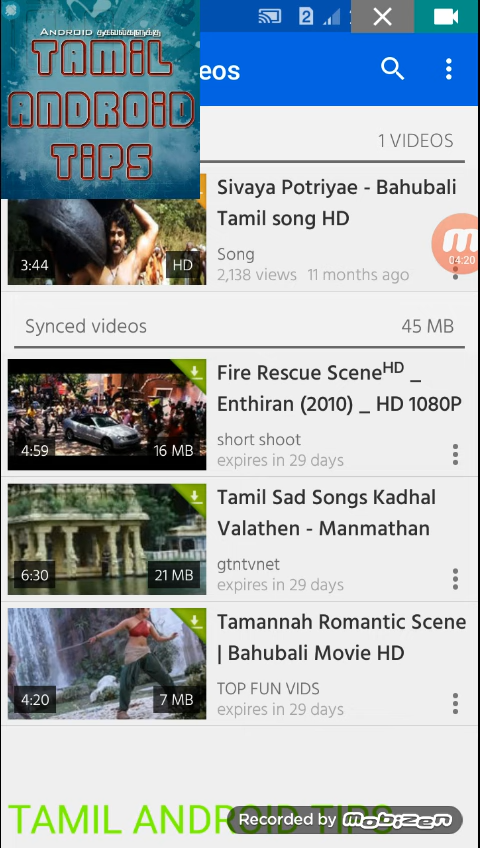 2
ANDROID
TAMIL
ANDROID
TIPS
eos
1 VIDEOS
Sivaya Potriyae - Bahubali
Tamil song HD
Song
2,138 views 11 months ago
3:44
HD
04:20
Synced videos
45 MB
Fire Rescue SceneHD _
Enthiran (2010) _ HD 1080P
short shoot
expires in 29 days
4:59
16 MB
Tamil Sad Songs Kadhal
Valathen - Manmathan
gtntvnet
expires in 29 days
6:30
21 MB
Tamannah Romantic Scene
| Bahubali Movie HD
TOP FUN VIDS
expires in 29 days
4:20
7 MB
TAMIL ANDROID TIPS
Recorded by mobizen